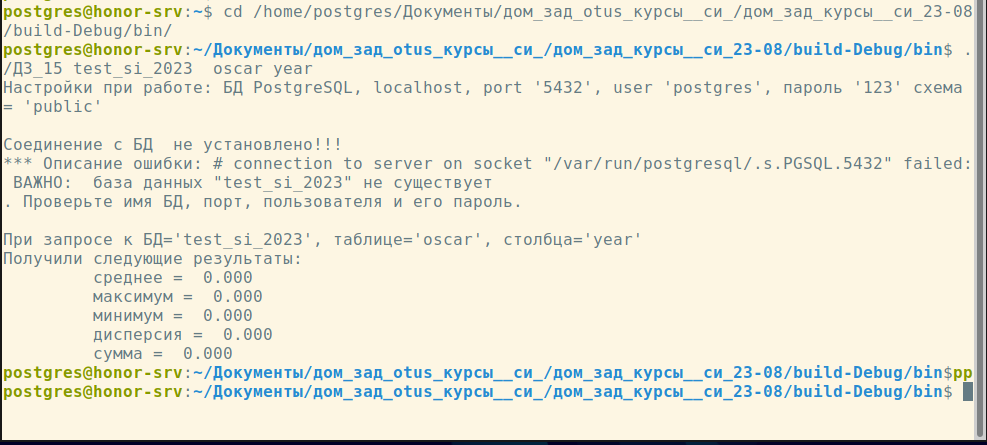 postgres@honor-srv:~$ cd /home/postgres/Документы/дом_зад_otus_курсы__си_/дом_зад_курсы__си_23-08
/build-Debug/bin/
postgres@honor-srv:~/Документы/дом_зад_otus_курсы__си_/дом_зад_курсы__си_23-08/build-Debug/bin$ .
/ДЗ_15 test_si_2023  oscar year
Настройки при работе: БД PostgreSQL, localhost, port '5432', user 'postgres', пароль '123' схема
= 'public'
Соединение с БД  не установлено!!!
*** Описание ошибки: # connection to server on socket "/var/run/postgresql/.s.PGSQL.5432" failed:
 ВАЖНО:  база данных "test_si_2023" не существует
. Проверьте имя БД, порт, пользователя и его пароль.
При запросе к БД='test_si_2023', таблице='oscar', столбца='year'
Получили следующие результаты:
         среднее =  0.000
         максимум =  0.000
         минимум =  0.000
         дисперсия =  0.000
         сумма =  0.000
postgres@honor-srv:~/Документы/дом_зад_otus_курсы__си_/дом_зад_курсы__си_23-08/build-Debug/bin$pp
postgres@honor-srv:~/Документы/дом_зад_otus_курсы__си_/дом_зад_курсы__си_23-08/build-Debug/bin$